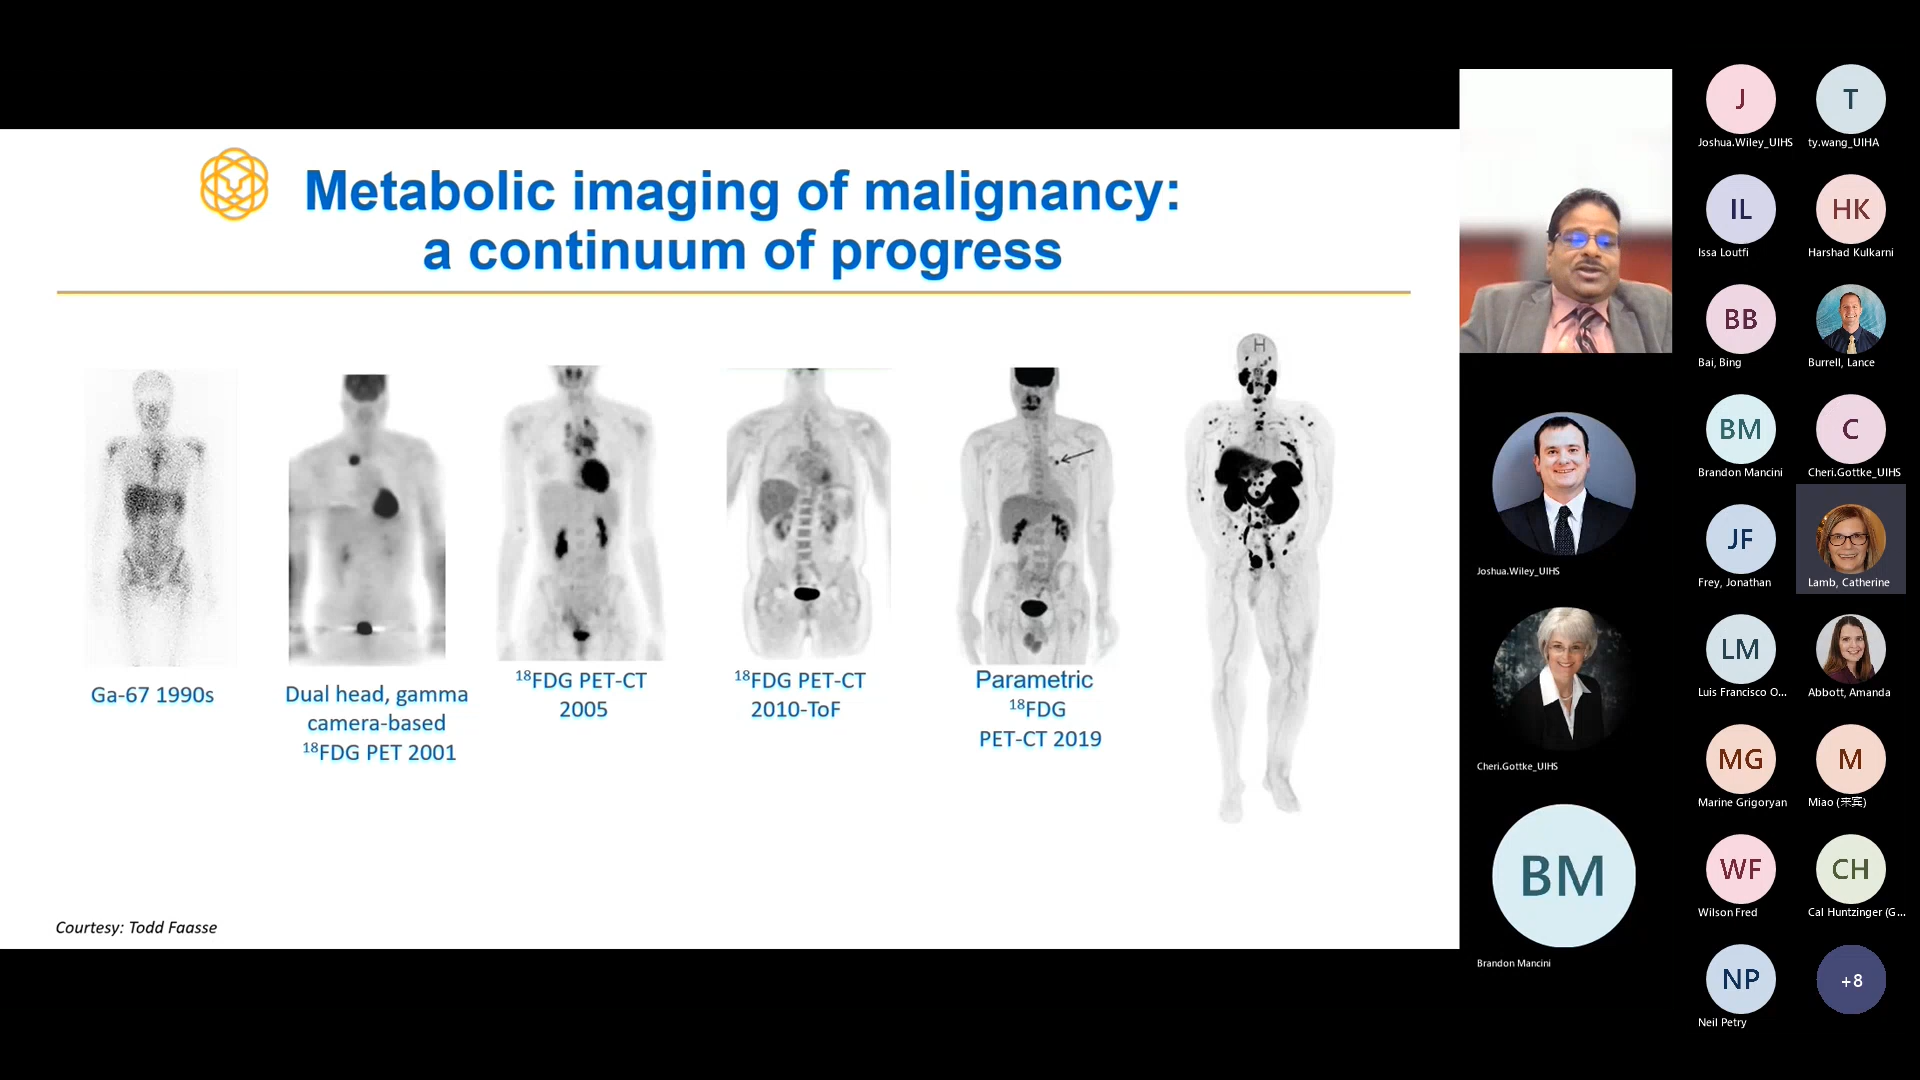 Metabolic imaging of malignancy:
a continuum of progress
H
Ga-67 1990s
Dual head, gamma
camera-based
¹⁸FDG PET 2001
¹⁸FDG PET-CT
2005
¹⁸FDG PET-CT
2010-ToF
Parametric
¹⁸FDG
PET-CT 2019
Courtesy: Todd Faasse
Joshua.Wiley_UIHS
Cheri.Gottke_UIHS
BM
Brandon Mancini
J
Joshua.Wiley_UIHS
T
ty.wang_UIHA
IL
Issa Loutfi
HK
Harshad Kulkarni
BB
Bai, Bing
Burrell, Lance
BM
Brandon Mancini
C
Cheri.Gottke_UIHS
JF
Frey, Jonathan
Lamb, Catherine
LM
Luis Francisco O...
Abbott, Amanda
MG
Marine Grigoryan
M
Miao (来宾)
WF
Wilson Fred
CH
Cal Huntzinger (G...
NP
Neil Petry
+8